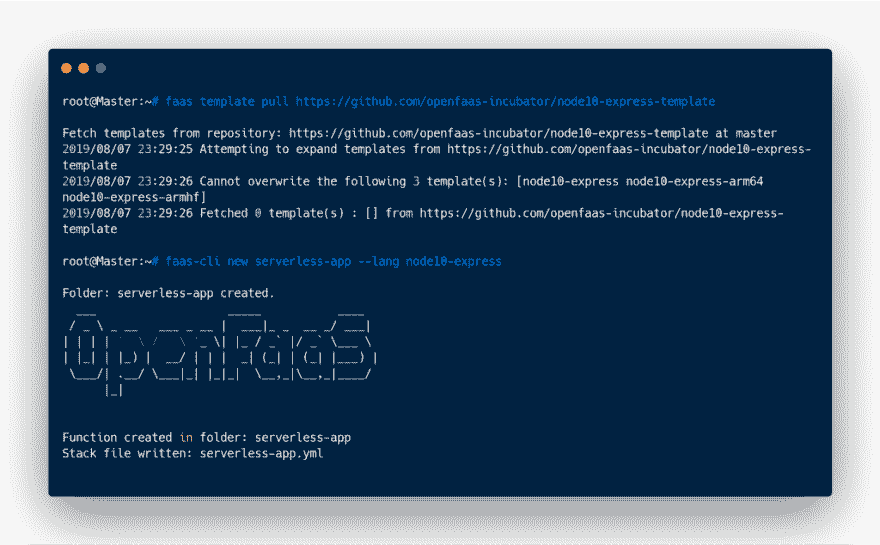 root@Master:~# faas template pull https://github.com/openfaas-incubator/node10-express-template
Fetch templates from repository: https://github.com/openfaas-incubator/node10-express-template at master
2019/08/07 23:29:25 Attempting to expand templates from https://github.com/openfaas-incubator/node10-express-
template
2019/08/07 23:29:26 Cannot overwrite the following 3 template(s): [node10-express node10-express-arm64
node10-express-armhf]
2019/08/07 23:29:26 Fetched 0 template(s) : [] from https://github.com/openfaas-incubator/node10-express-
template
root@Master:~# faas-cli new serverless-app --lang node10-express
Folder: serverless-app created.
OpenFaaS
Function created in folder: serverless-app
Stack file written: serverless-app.yml